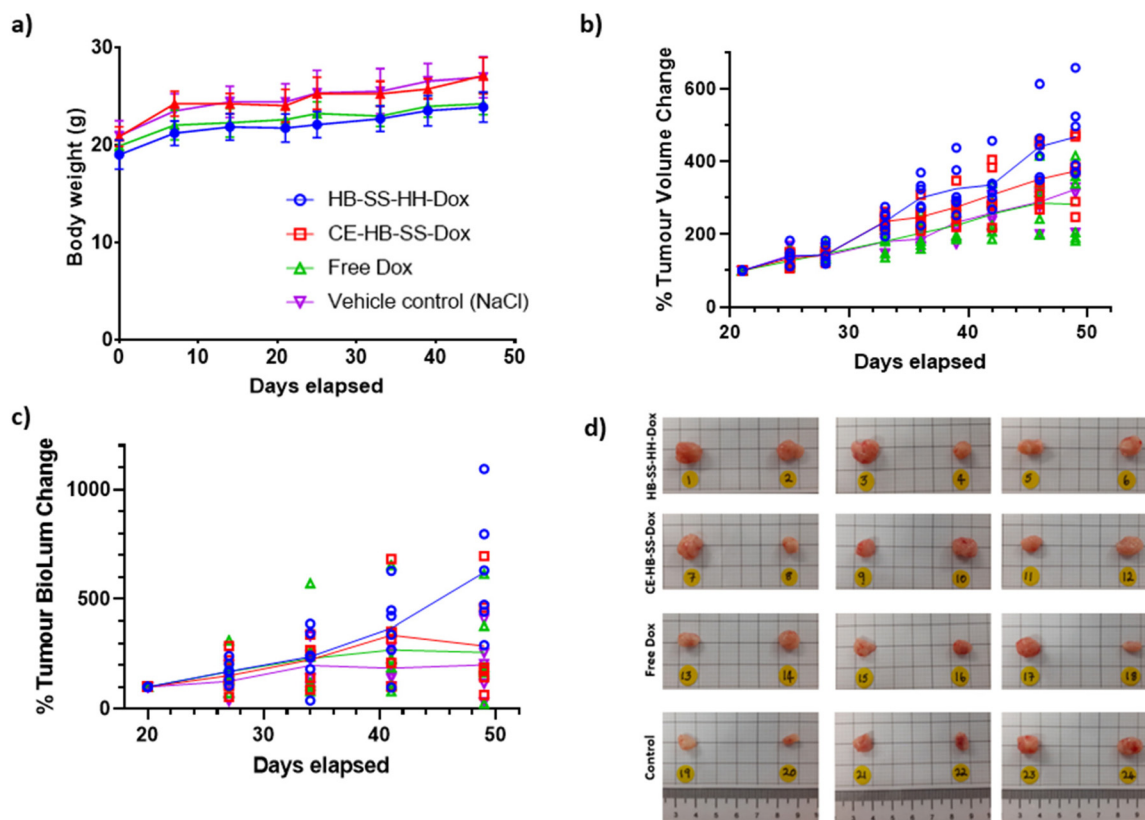 a)
30
20
10
0
Body weight (g)
HB-SS-HH-Dox
CE-HB-SS-Dox
Free Dox
Vehicle control (NaCl)
0 10 20 30 40 50
Days elapsed
b)
600
400
200
0
% Tumour Volume Change
20 30 40 50
Days elapsed
c)
1000
500
0
% Tumour BioLum Change
20 30 40 50
Days elapsed
d)
HB-SS-HH-Dox
1 2 3 4 5 6
CE-HB-SS-Dox
7 8 9 10 11 12
Free Dox
13 14 15 16 17 18
Control
19 20 21 22 23 24